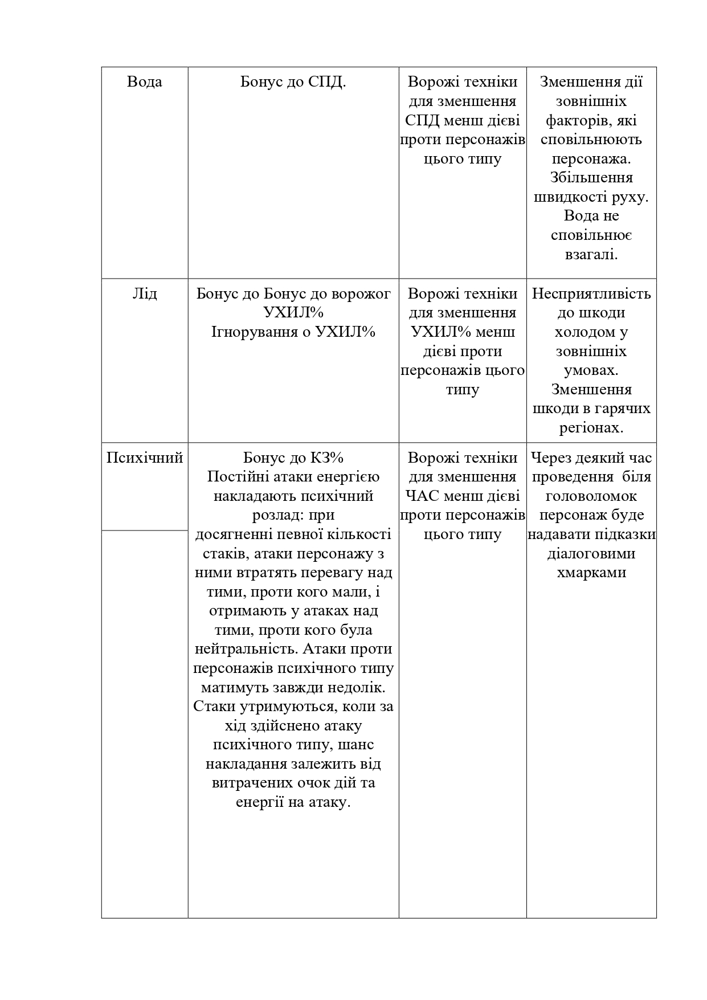 Вода
Бонус до СПД.
Ворожі техніки
для зменшення
СПД менш дієві
проти персонажів
цього типу
Зменшення дії
зовнішніх
факторів, які
сповільнюють
персонажа.
Збільшення
швидкості руху.
Вода не
сповільнює
взагалі.
Лід
Бонус до Бонус до ворожог
УХИЛ%
Ігнорування о УХИЛ%
Ворожі техніки
для зменшення
УХИЛ% менш
дієві проти
персонажів цього
типу
Несприятливість
до шкоди
холодом у
зовнішніх
умовах.
Зменшення
шкоди в гарячих
регіонах.
Психічний
Бонус до КЗ%
Постійні атаки енергією
накладають психічний
розлад: при
досягненні певної кількості
стаків, атаки персонажу з
ними втратять перевагу над
тими, проти кого мали, і
отримають у атаках над
тими, проти кого була
нейтральність. Атаки проти
персонажів психічного типу
матимуть завжди недолік.
Стаки утримуються, коли за
хід здійснено атаку
психічного типу, шанс
накладання залежить від
витрачених очок дій та
енергії на атаку.
Ворожі техніки
для зменшення
ЧАС менш дієві
проти персонажів
цього типу
Через деякий час
проведення  біля
головоломок
персонаж буде
надавати підказки
діалоговими
хмарками